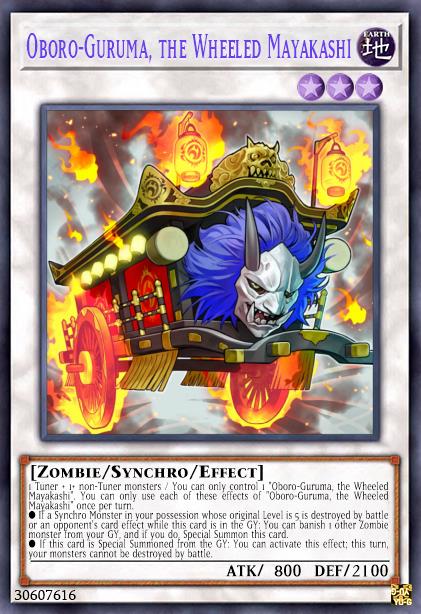 OBORO-GURUMA, THE WHEELED MAYAKASHI
EARTH
地
[ZOMBIE/SYNCHRO/EFFECT]
1 Tuner + 1+ non-Tuner monsters / You can only control 1 "Oboro-Guruma, the Wheeled
Mayakashi". You can only use each of these effects of "Oboro-Guruma, the Wheeled Mayakashi"
once per turn.
● If a Synchro Monster in your possession whose original Level is 5 is destroyed by battle
or an opponent's card effect while this card is in the GY: You can banish 1 other Zombie
monster from your GY, and if you do, Special Summon this card.
● If this card is Special Summoned from the GY: You can activate this effect; this turn,
your monsters cannot be destroyed by battle.
ATK/ 800 DEF/2100
30607616